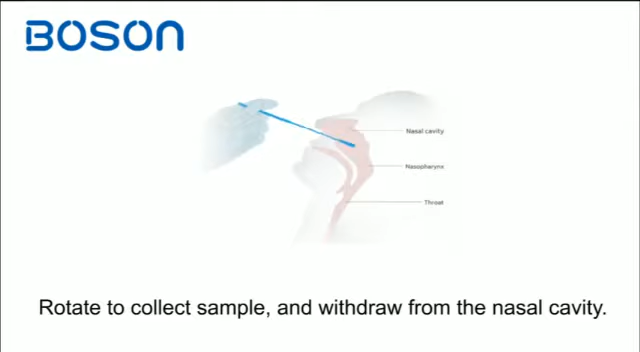 BOSON
Nasal cavity
Nasopharynx
Throat
Rotate to collect sample, and withdraw from the nasal cavity.